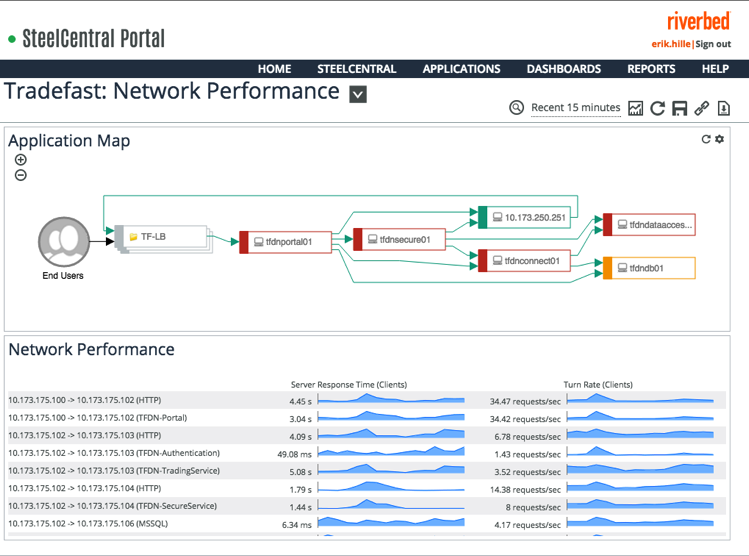 riverbed
SteelCentral Portal
erik.hille|Sign out
HOME STEELCENTRAL APPLICATIONS DASHBOARDS REPORTS HELP
Tradefast: Network Performance
Recent 15 minutes
Application Map
TF-LB
10.173.250.251
tfdndataacces...
tfdnportal01
tfdnsecure01
tfdnconnect01
tfdndb01
End Users
Network Performance
Server Response Time (Clients) Turn Rate (Clients)
10.173.175.100 -> 10.173.175.102 (HTTP) 4.45 s 34.47 requests/sec
10.173.175.100 -> 10.173.175.102 (TFDN-Portal) 3.04 s 34.42 requests/sec
10.173.175.102 -> 10.173.175.103 (HTTP) 4.09 s 6.78 requests/sec
10.173.175.102 -> 10.173.175.103 (TFDN-Authentication) 49.08 ms 1.43 requests/sec
10.173.175.102 -> 10.173.175.103 (TFDN-TradingService) 5.08 s 3.52 requests/sec
10.173.175.102 -> 10.173.175.104 (HTTP) 1.79 s 14.38 requests/sec
10.173.175.102 -> 10.173.175.104 (TFDN-SecureService) 1.44 s 8 requests/sec
10.173.175.102 -> 10.173.175.106 (MSSQL) 6.34 ms 4.17 requests/sec